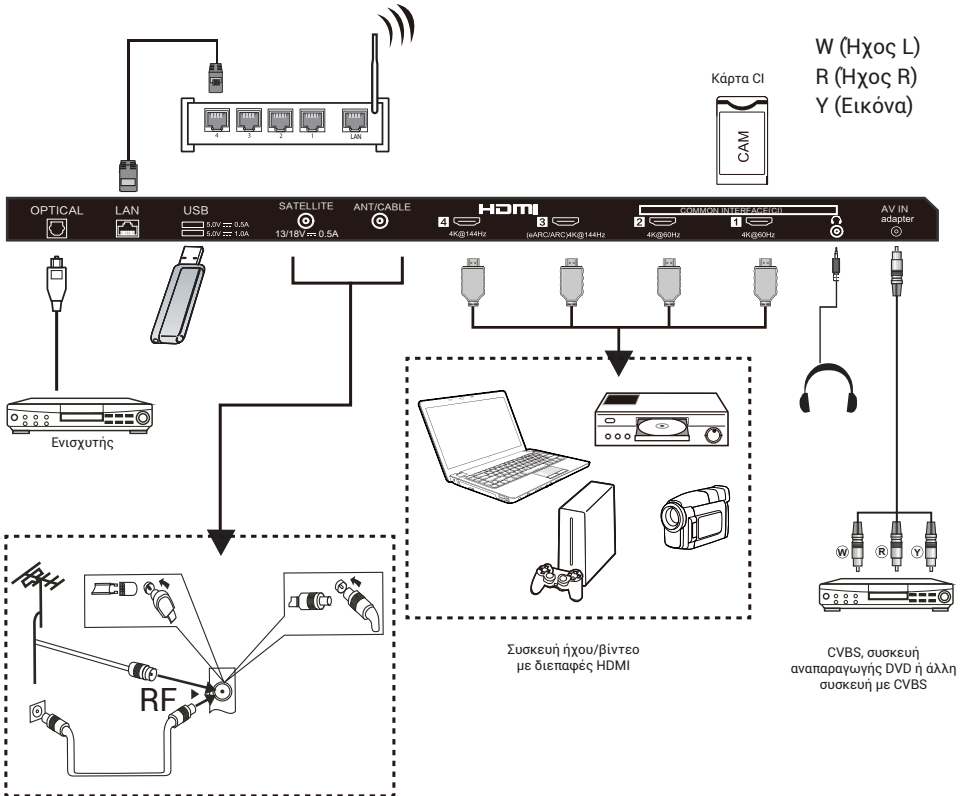 W (Ήχος L)
R (Ήχος R)
Y (Εικόνα)
Κάρτα CI
CAM
4 3 2 1 LAN
OPTICAL
LAN
USB
5.0V ⎓ 0.5A
5.0V ⎓ 1.0A
SATELLITE
13/18V ⎓ 0.5A
ANT/CABLE
HDMI
4
4K@144Hz
3
(eARC/ARC)4K@144Hz
COMMON INTERFACE(CI)
2
4K@60Hz
1
4K@60Hz
AV IN
adapter
Ενισχυτής
W R Y
RF
Συσκευή ήχου/βίντεο
με διεπαφές HDMI
CVBS, συσκευή
αναπαραγωγής DVD ή άλλη
συσκευή με CVBS